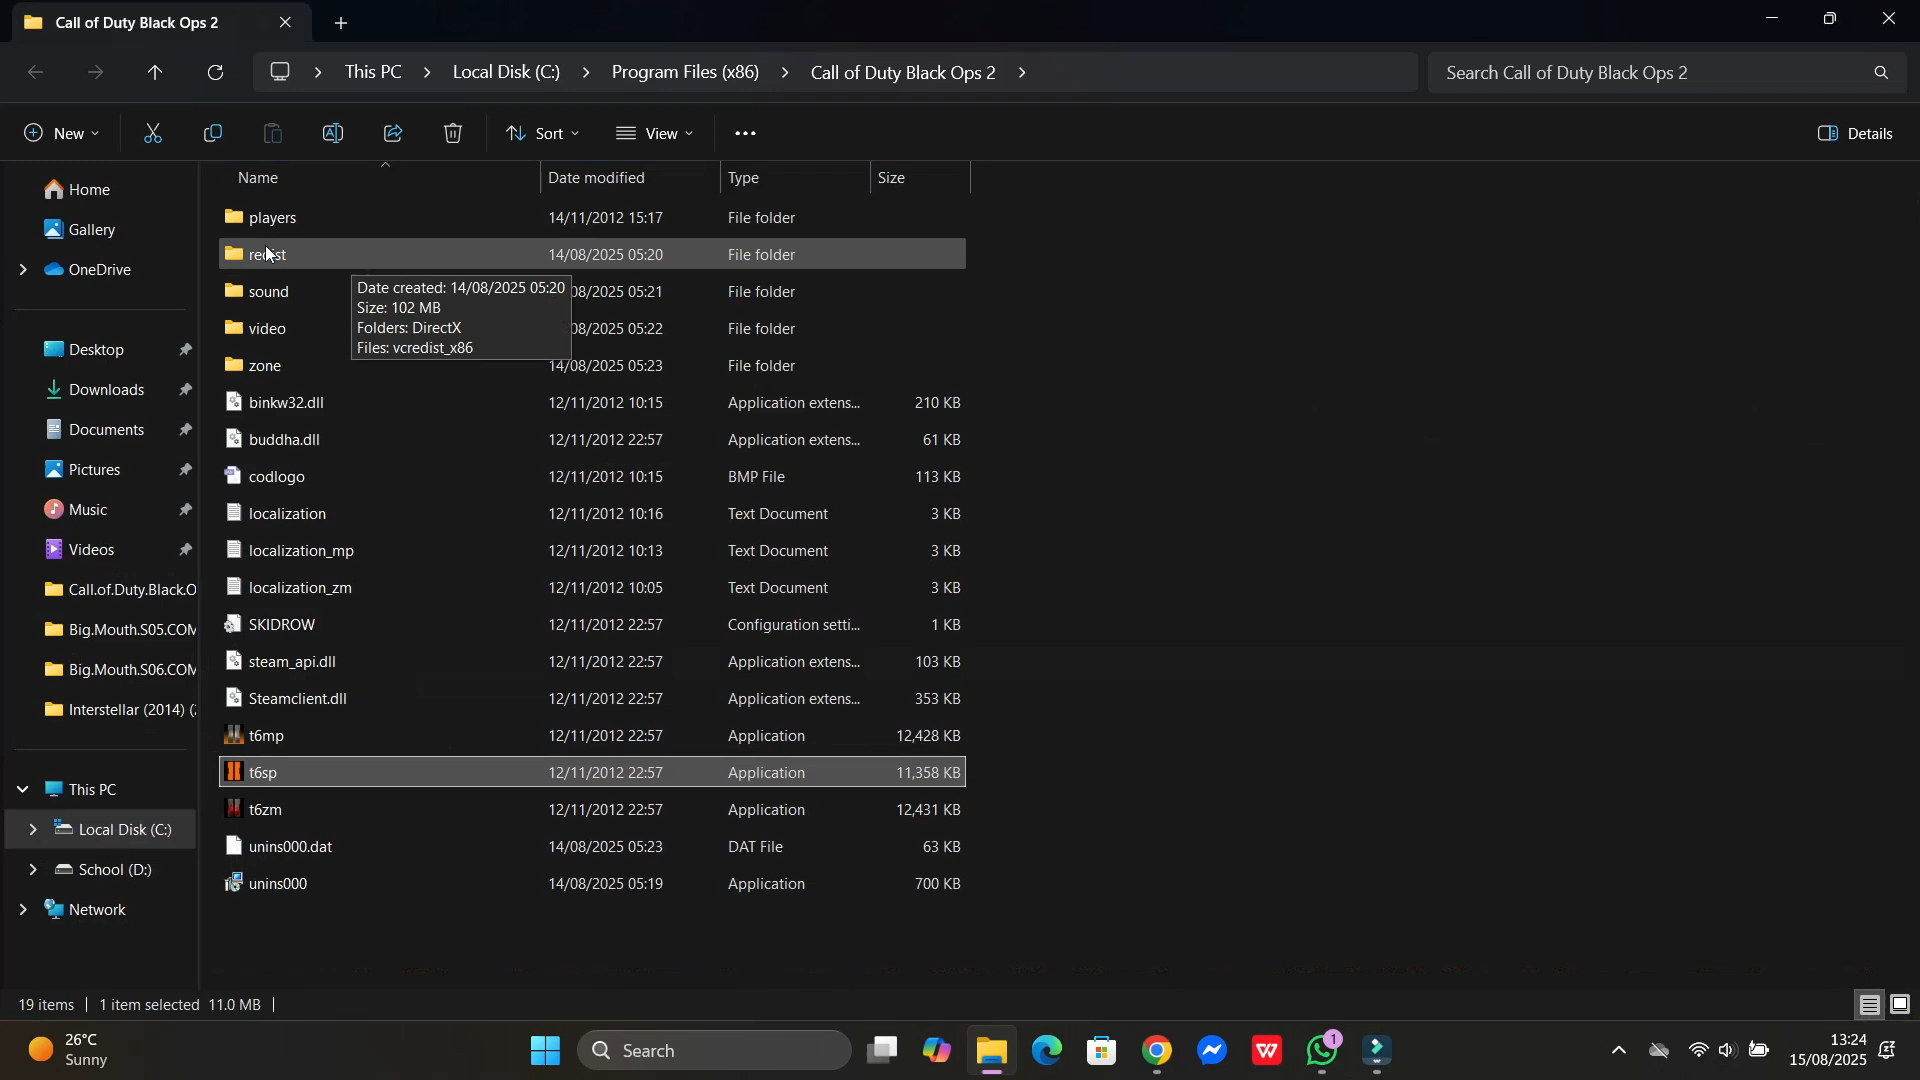 Call of Duty Black Ops 2
This PC > Local Disk (C:) > Program Files (x86) > Call of Duty Black Ops 2 >
Search Call of Duty Black Ops 2
New
Sort
View
Details
Home
Gallery
OneDrive
Desktop
Downloads
Documents
Pictures
Music
Videos
Call.of.Duty.Black.O
Big.Mouth.S05.COM
Big.Mouth.S06.COM
Interstellar (2014) (
This PC
Local Disk (C:)
School (D:)
Network
Name Date modified Type Size
players 14/11/2012 15:17 File folder
redist 14/08/2025 05:20 File folder
sound 08/2025 05:21 File folder
video 08/2025 05:22 File folder
zone 14/08/2025 05:23 File folder
binkw32.dll 12/11/2012 10:15 Application extens... 210 KB
buddha.dll 12/11/2012 22:57 Application extens... 61 KB
codlogo 12/11/2012 10:15 BMP File 113 KB
localization 12/11/2012 10:16 Text Document 3 KB
localization_mp 12/11/2012 10:13 Text Document 3 KB
localization_zm 12/11/2012 10:05 Text Document 3 KB
SKIDROW 12/11/2012 22:57 Configuration setti... 1 KB
steam_api.dll 12/11/2012 22:57 Application extens... 103 KB
Steamclient.dll 12/11/2012 22:57 Application extens... 353 KB
t6mp 12/11/2012 22:57 Application 12,428 KB
t6sp 12/11/2012 22:57 Application 11,358 KB
t6zm 12/11/2012 22:57 Application 12,431 KB
unins000.dat 14/08/2025 05:23 DAT File 63 KB
unins000 14/08/2025 05:19 Application 700 KB
Date created: 14/08/2025 05:20
Size: 102 MB
Folders: DirectX
Files: vcredist_x86
19 items | 1 item selected 11.0 MB |
26°C
Sunny
Search
1
13:24
15/08/2025